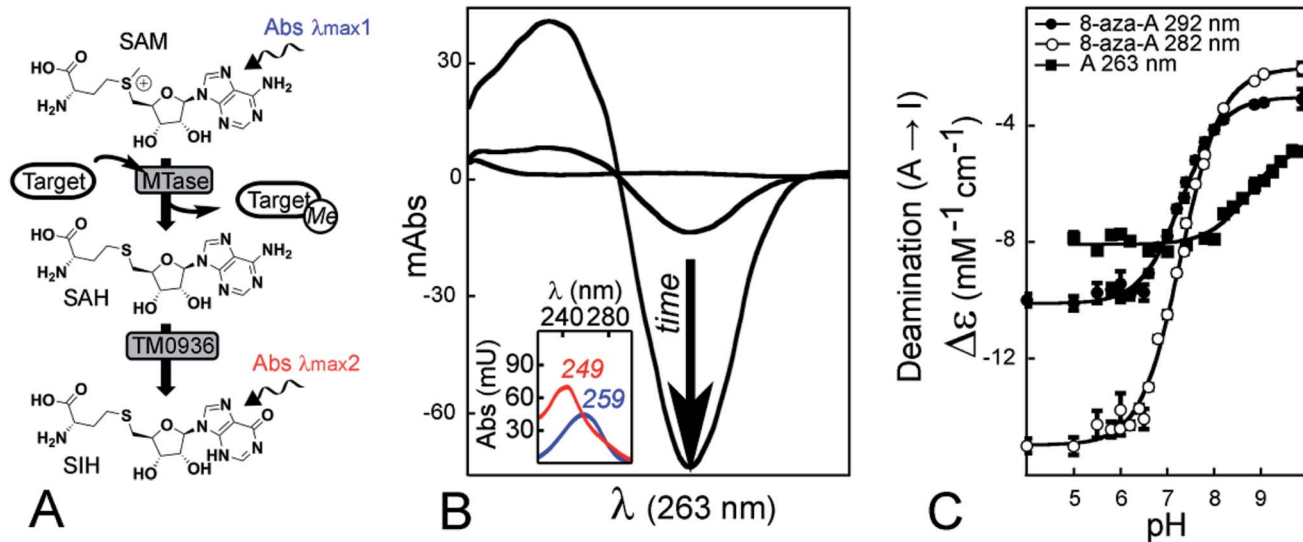 Abs λmax1
SAM
HO
O
H₂N
S
⊕
O
N
N
N
N
NH₂
HO
OH
Target
MTase
Target
Me
HO
O
H₂N
S
O
N
N
N
N
NH₂
SAH
HO
OH
TM0936
Abs λmax2
HO
O
H₂N
S
O
N
N
O
N
HN
SIH
HO
OH
A
30
0
-30
-60
mAbs
time
λ (nm)
240
280
90
60
30
Abs (mU)
249
259
λ (263 nm)
B
8-aza-A 292 nm
8-aza-A 282 nm
A 263 nm
-4
-8
-12
Deamination (A → I)
Δε (mM⁻¹ cm⁻¹)
5 6 7 8 9
pH
C